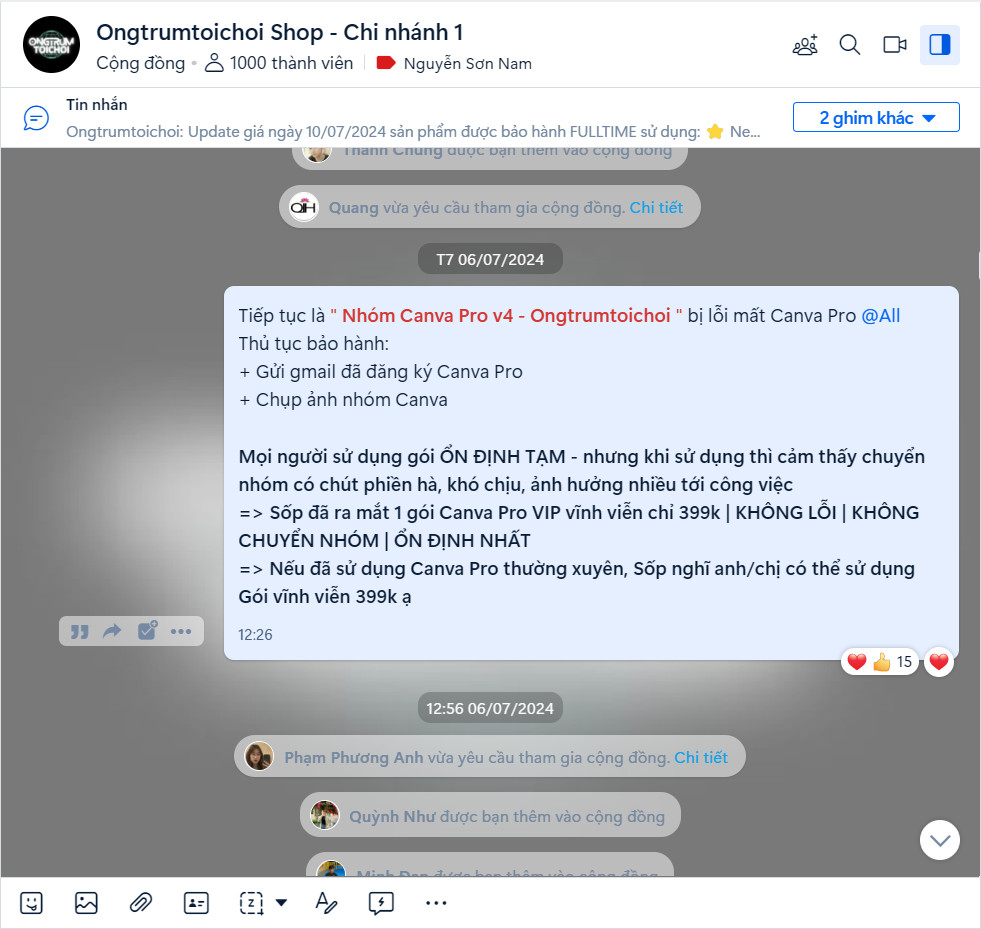 Ongtrumtoichoi Shop - Chi nhánh 1
ONGTRUM
TOICHOI
Cộng đồng • 1000 thành viên | Nguyễn Sơn Nam
Tin nhắn
Ongtrumtoichoi: Update giá ngày 10/07/2024 sản phẩm được bảo hành FULLTIME sử dụng: ⭐ Ne...
2 ghim khác
Thành Chung được bạn thêm vào cộng đồng
Quang vừa yêu cầu tham gia cộng đồng. Chi tiết
T7 06/07/2024
Tiếp tục là " Nhóm Canva Pro v4 - Ongtrumtoichoi " bị lỗi mất Canva Pro @All
Thủ tục bảo hành:
+ Gửi gmail đã đăng ký Canva Pro
+ Chụp ảnh nhóm Canva
Mọi người sử dụng gói ỔN ĐỊNH TẠM - nhưng khi sử dụng thì cảm thấy chuyển
nhóm có chút phiền hà, khó chịu, ảnh hưởng nhiều tới công việc
=> Sốp đã ra mắt 1 gói Canva Pro VIP vĩnh viễn chỉ 399k | KHÔNG LỖI | KHÔNG
CHUYỂN NHÓM | ỔN ĐỊNH NHẤT
=> Nếu đã sử dụng Canva Pro thường xuyên, Sốp nghĩ anh/chị có thể sử dụng
Gói vĩnh viễn 399k ạ
12:26
15
12:56 06/07/2024
Phạm Phương Anh vừa yêu cầu tham gia cộng đồng. Chi tiết
Quỳnh Như được bạn thêm vào cộng đồng
được bạn thêm vào cộng đồng